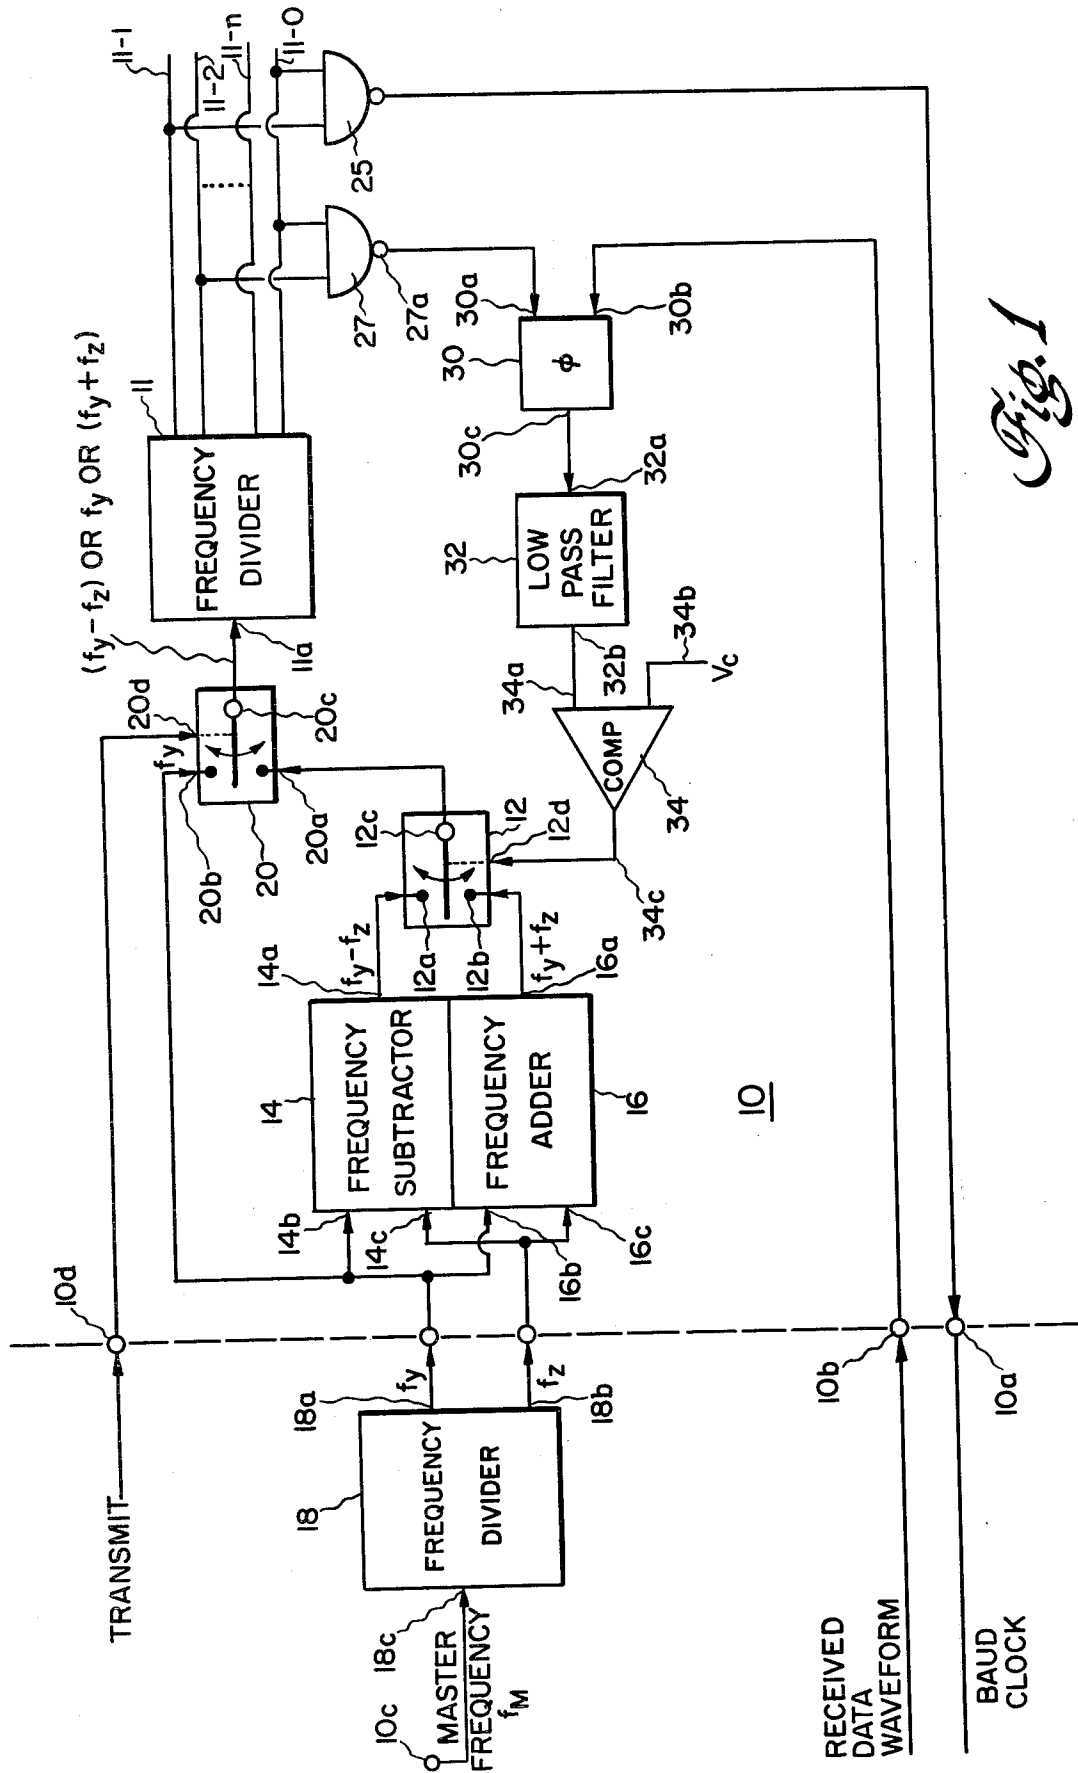 TRANSMIT
10d
10c
MASTER
FREQUENCY
fM
18c
18
FREQUENCY
DIVIDER
18a
fy
fz
18b
14b
14c
16b
16c
14
FREQUENCY
SUBTRACTOR
FREQUENCY
ADDER
16
14a
fy-fz
12a
12b
fy+fz
16a
12c
12
12d
20b
20
20a
fy
20d
20c
(fy-fz) OR fy OR (fy+fz)
11a
11
FREQUENCY
DIVIDER
11-1
11-2
11-n
11-0
27
27a
25
30a
30b
30
ϕ
30c
32a
32
LOW
PASS
FILTER
32b
34a
34b
Vc
COMP
34
34c
10
RECEIVED
DATA
WAVEFORM
10b
BAUD
CLOCK
10a
Fig. 1